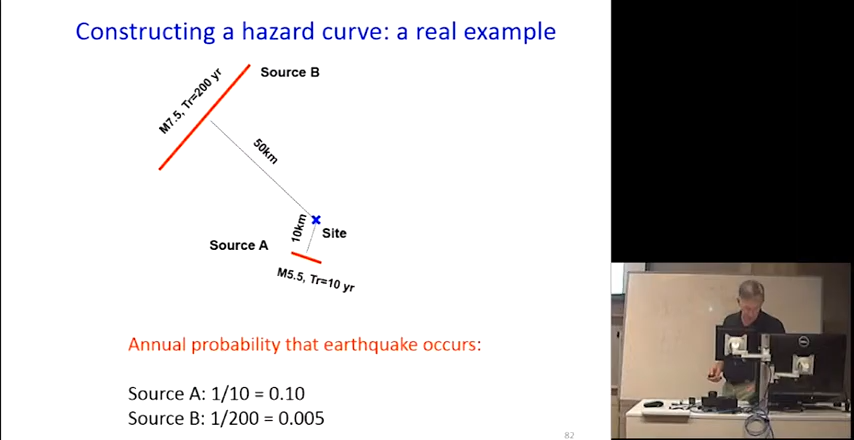 Constructing a hazard curve: a real example
Source B
M7.5, Tr=200 yr
50km
10km
Site
Source A
M5.5, Tr=10 yr
Annual probability that earthquake occurs:
Source A: 1/10 = 0.10
Source B: 1/200 = 0.005
82